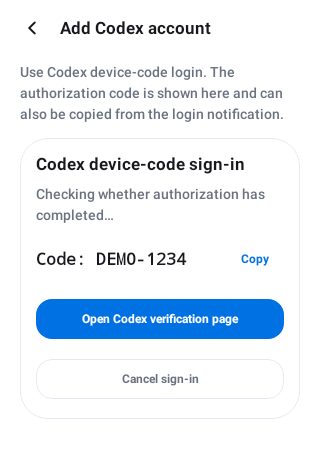 Add Codex account
Use Codex device-code login. The
authorization code is shown here and can
also be copied from the login notification.
Codex device-code sign-in
Checking whether authorization has
completed…
Code: DEMO-1234
Copy
Open Codex verification page
Cancel sign-in